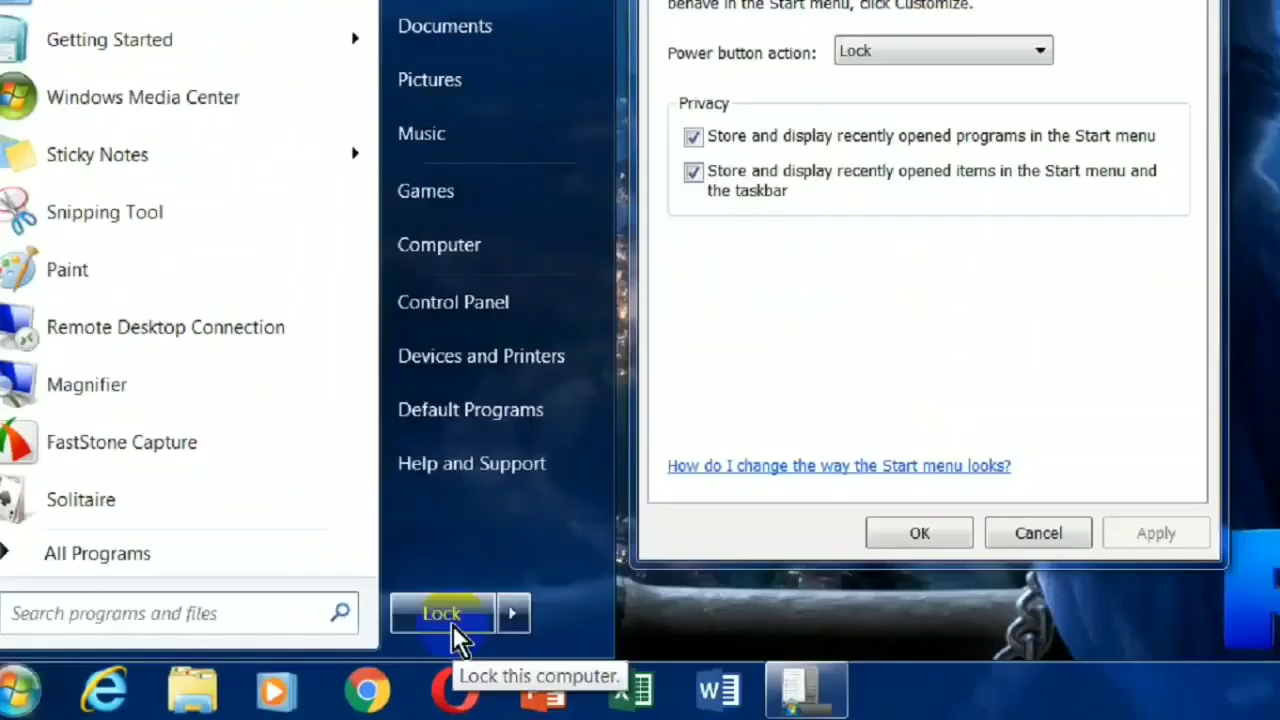 Getting Started
Windows Media Center
Sticky Notes
Snipping Tool
Paint
Remote Desktop Connection
Magnifier
FastStone Capture
Solitaire
All Programs
Search programs and files
Documents
Pictures
Music
Games
Computer
Control Panel
Devices and Printers
Default Programs
Help and Support
Lock
Lock this computer.
behave in the Start menu, click Customize.
Power button action: Lock
Privacy
Store and display recently opened programs in the Start menu
Store and display recently opened items in the Start menu and
the taskbar
How do I change the way the Start menu looks?
OK Cancel Apply